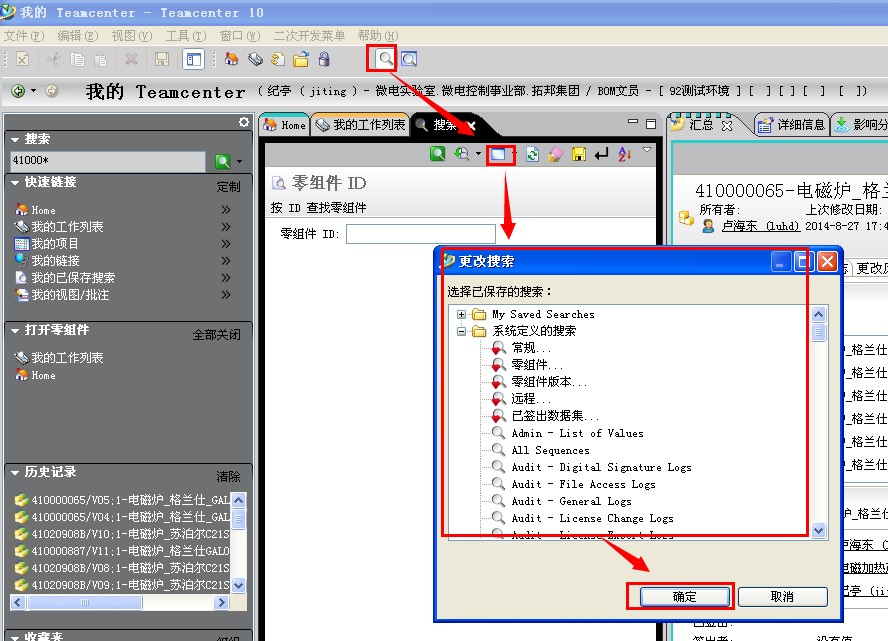 我的 Teamcenter - Teamcenter 10
文件(F) 编辑(E) 视图(V) 工具(T) 窗口(W) 二次开发菜单 帮助(H)
我的 Teamcenter ( 纪亭 ( jiting ) - 微电实验室.微电控制事业部.拓邦集团 / BOM文员 - [ 92测试环境 ] [ ] [ ] [ ] [ ])
搜索
41000*
快速链接 定制
Home
我的工作列表
我的项目
我的链接
我的已保存搜索
我的视图/批注
打开零组件 全部关闭
我的工作列表
Home
历史记录 清除
410000065/V05;1-电磁炉_格兰仕_GAL
410000065/V04;1-电磁炉_格兰仕_GAL
41020908B/V10;1-电磁炉_苏泊尔C21S
410000887/V11;1-电磁炉_格兰仕GALO
41020908B/V08;1-电磁炉_苏泊尔C21S
41020908B/V09;1-电磁炉_苏泊尔C21S
收藏夹 组织
Home 我的工作列表 搜索
零组件 ID
按 ID 查找零组件
零组件 ID:
更改搜索
选择已保存的搜索：
My Saved Searches
系统定义的搜索
常规...
零组件...
零组件版本...
远程...
已签出数据集...
Admin - List of Values
All Sequences
Audit - Digital Signature Logs
Audit - File Access Logs
Audit - General Logs
Audit - License Change Logs
Audit - License Export Logs
确定 取消
汇总 详细信息 影响分
410000065-电磁炉_格兰
所有者: 上次修改日期:
卢海东 (luhd) 2014-8-27 17:4
更改历
_格兰仕
_格兰仕
_格兰仕
_格兰仕
_格兰仕
_格兰仕
炉_格兰仕
卢海东 (
电磁加热产
纪亭 (ji
已签出:
签出者: 没有值